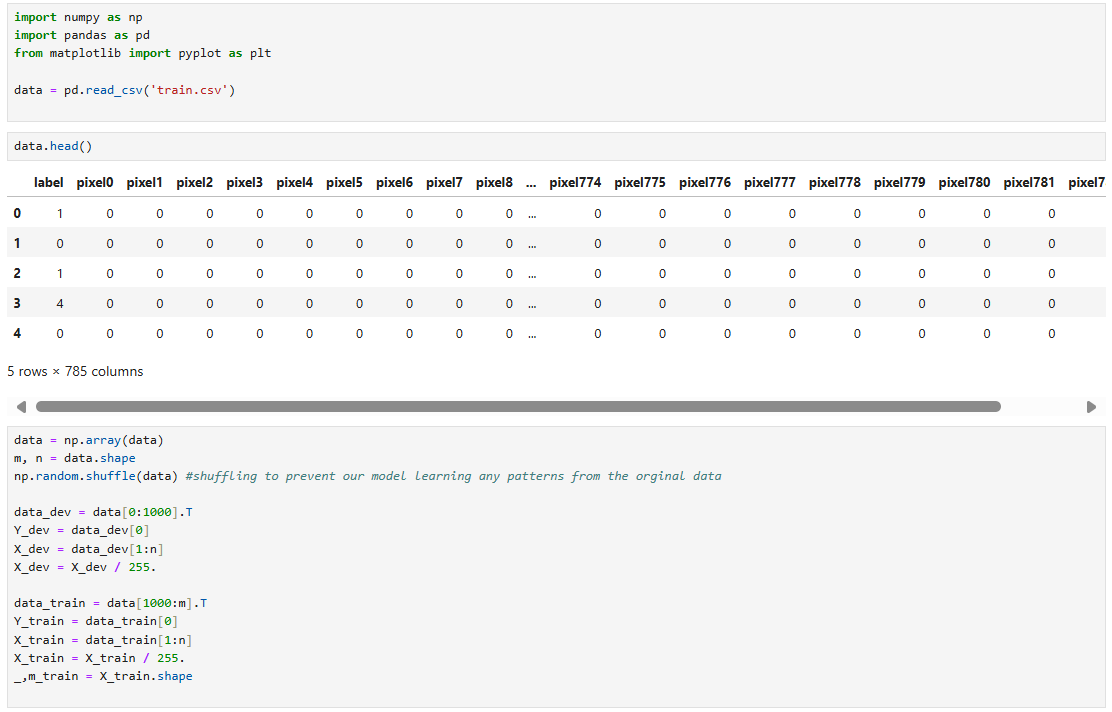 import numpy as np
import pandas as pd
from matplotlib import pyplot as plt
data = pd.read_csv('train.csv')
data.head()
label pixel0 pixel1 pixel2 pixel3 pixel4 pixel5 pixel6 pixel7 pixel8 ... pixel774 pixel775 pixel776 pixel777 pixel778 pixel779 pixel780 pixel781 pixel7
0 1 0 0 0 0 0 0 0 0 0 ... 0 0 0 0 0 0 0 0
1 0 0 0 0 0 0 0 0 0 0 ... 0 0 0 0 0 0 0 0
2 1 0 0 0 0 0 0 0 0 0 ... 0 0 0 0 0 0 0 0
3 4 0 0 0 0 0 0 0 0 0 ... 0 0 0 0 0 0 0 0
4 0 0 0 0 0 0 0 0 0 0 ... 0 0 0 0 0 0 0 0
5 rows × 785 columns
data = np.array(data)
m, n = data.shape
np.random.shuffle(data) #shuffling to prevent our model learning any patterns from the orginal data
data_dev = data[0:1000].T
Y_dev = data_dev[0]
X_dev = data_dev[1:n]
X_dev = X_dev / 255.
data_train = data[1000:m].T
Y_train = data_train[0]
X_train = data_train[1:n]
X_train = X_train / 255.
_,m_train = X_train.shape